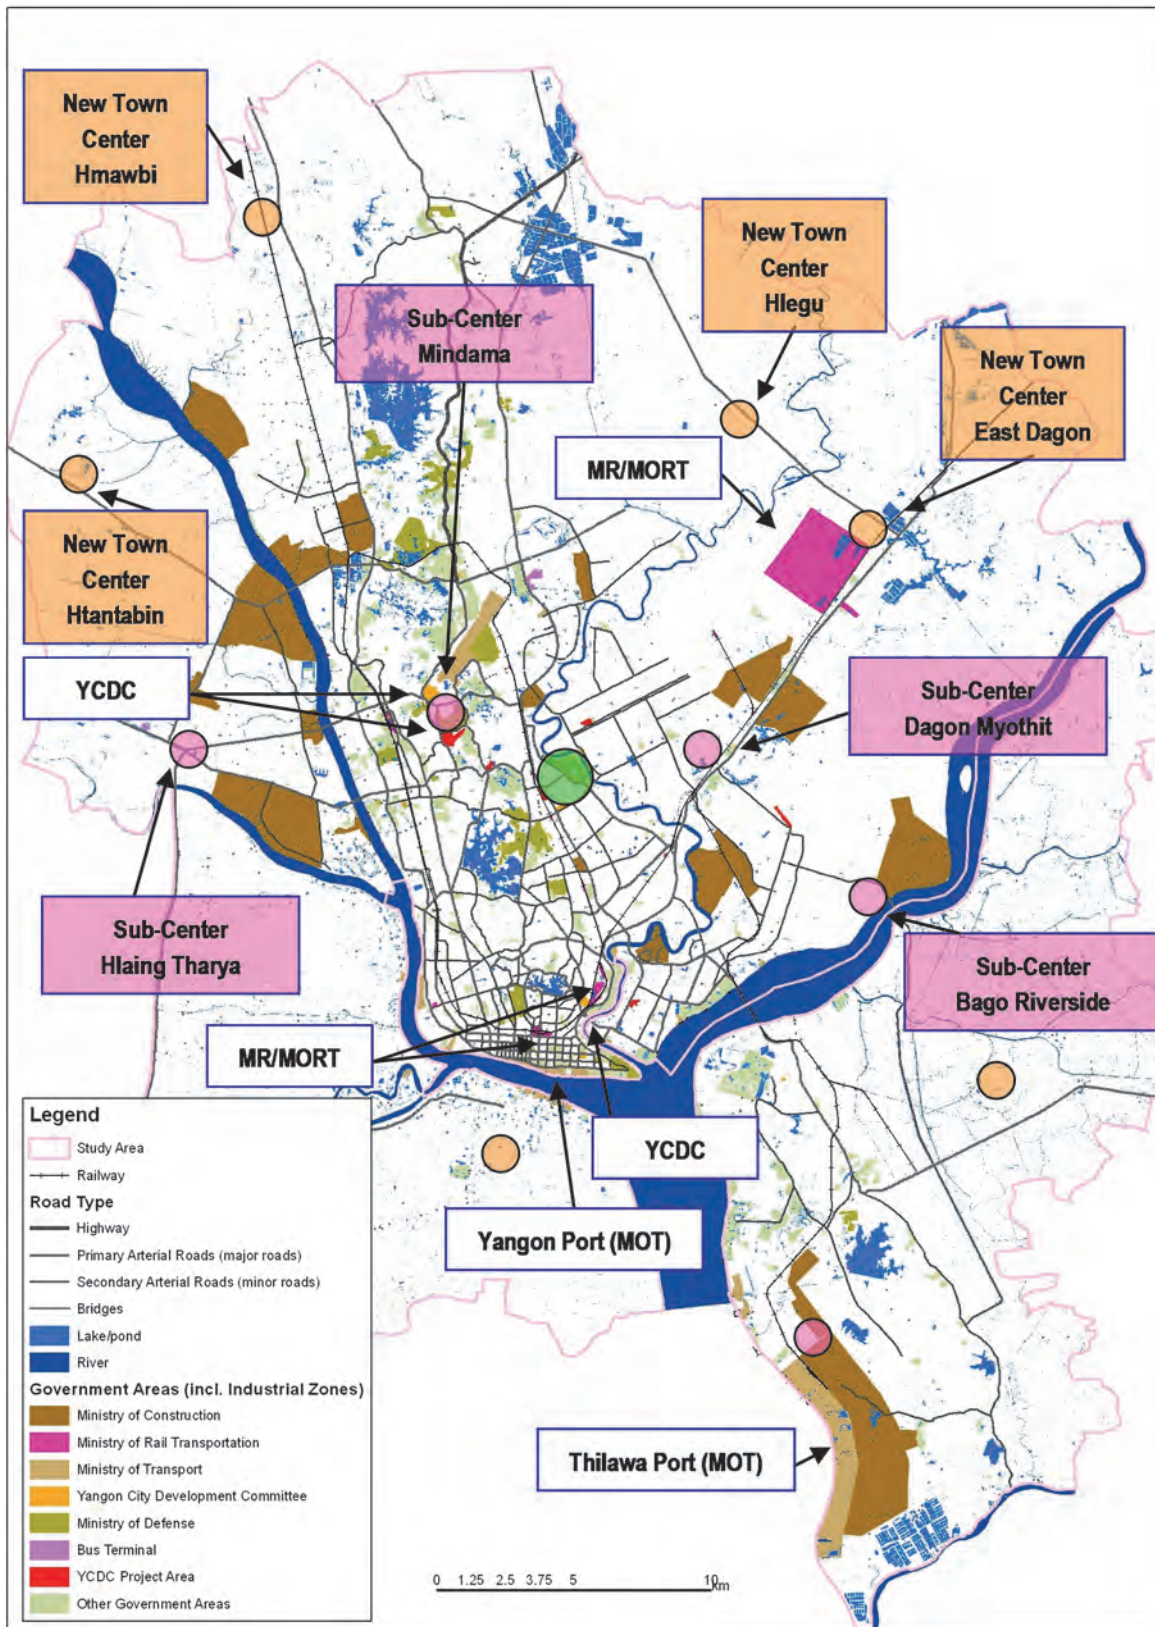 New Town
Center
Hmawbi
New Town
Center
Hlegu
Sub-Center
Mindama
New Town
Center
East Dagon
MR/MORT
New Town
Center
Htantabin
YCDC
Sub-Center
Dagon Myothit
Sub-Center
Hlaing Tharya
Sub-Center
Bago Riverside
MR/MORT
YCDC
Yangon Port (MOT)
Thilawa Port (MOT)
Legend
Study Area
Railway
Road Type
Highway
Primary Arterial Roads (major roads)
Secondary Arterial Roads (minor roads)
Bridges
Lake/pond
River
Government Areas (incl. Industrial Zones)
Ministry of Construction
Ministry of Rail Transportation
Ministry of Transport
Yangon City Development Committee
Ministry of Defense
Bus Terminal
YCDC Project Area
Other Government Areas
0 1.25 2.5 3.75 5 10 km